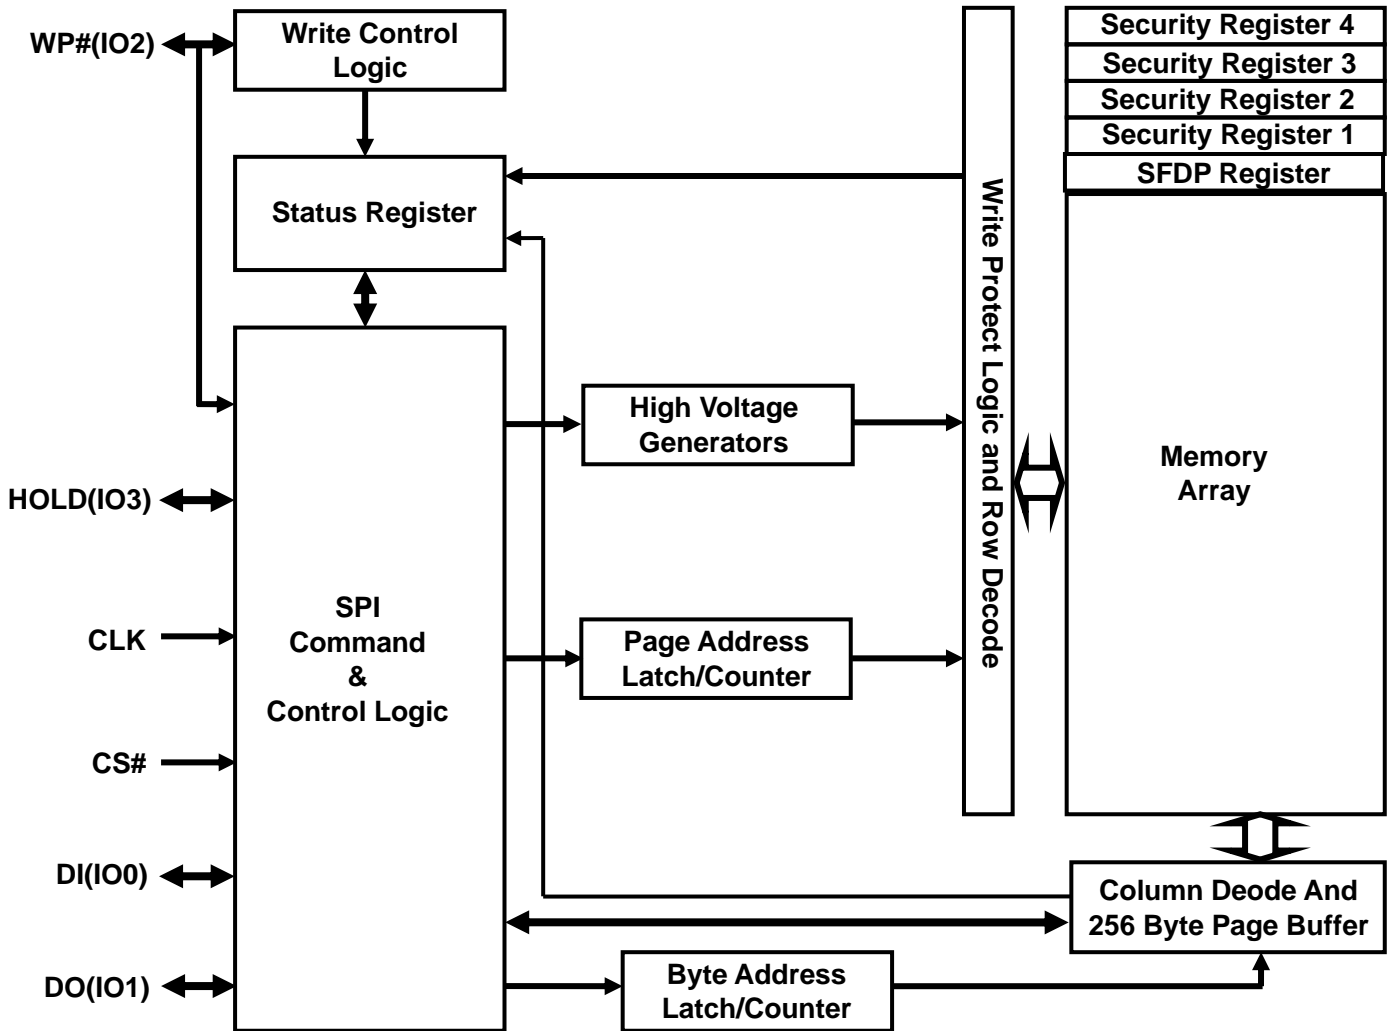 WP#(IO2)
Write Control
Logic
Security Register 4
Security Register 3
Security Register 2
Security Register 1
SFDP Register
Status Register
Write Protect Logic and Row Decode
High Voltage
Generators
Memory
Array
HOLD(IO3)
SPI
Command
&
Control Logic
CLK
Page Address
Latch/Counter
CS#
DI(IO0)
Column Deode And
256 Byte Page Buffer
DO(IO1)
Byte Address
Latch/Counter